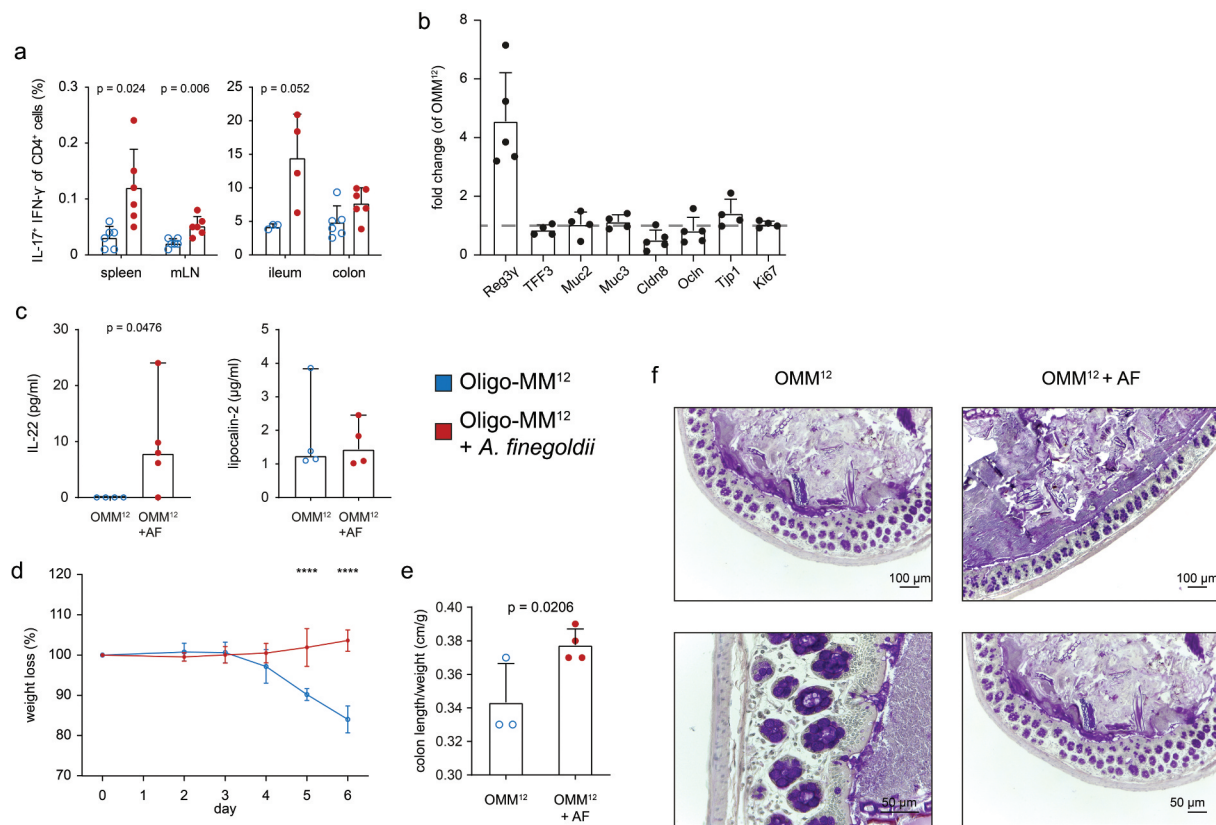 a
IL-17⁺ IFN-γ⁻ of CD4⁺ cells (%)
0.3
0.2
0.1
0.0
p = 0.024
p = 0.006
spleen
mLN
25
20
15
10
5
0
p = 0.052
ileum
colon
b
fold change (of OMM¹²)
8
6
4
2
0
Reg3γ
TFF3
Muc2
Muc3
Cldn8
Ocln
Tjp1
Ki67
c
IL-22 (pg/ml)
30
20
10
0
p = 0.0476
OMM¹²
OMM¹²
+AF
lipocalin-2 (µg/ml)
5
4
3
2
1
0
OMM¹²
OMM¹²
+AF
Oligo-MM¹²
Oligo-MM¹²
+ A. finegoldii
d
weight loss (%)
120
110
100
90
80
70
**** ****
0 1 2 3 4 5 6
day
e
colon length/weight (cm/g)
0.40
0.38
0.36
0.34
0.32
0.30
p = 0.0206
OMM¹²
OMM¹²
+ AF
f
OMM¹²
OMM¹² + AF
100 µm
100 µm
50 µm
50 µm